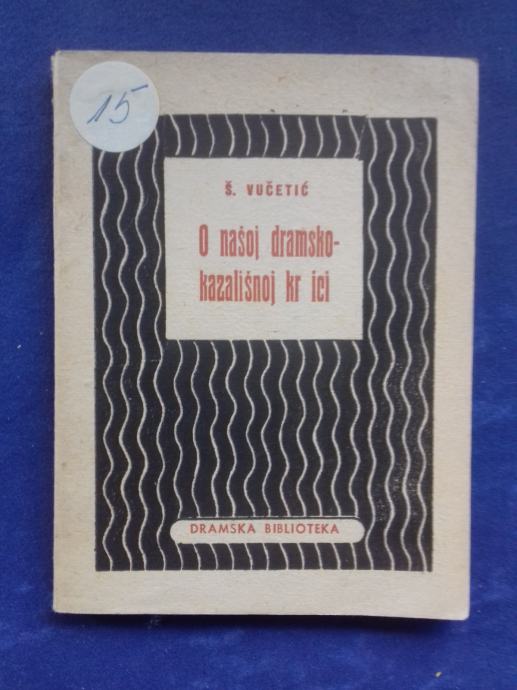 15
Š. VUČETIĆ
O našoj dramsko-
kazališnoj kr ici
DRAMSKA BIBLIOTEKA